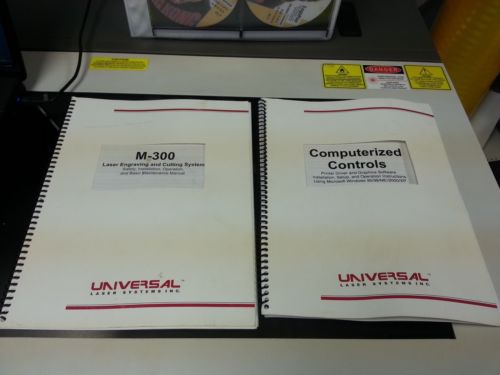 DANGER
M-300
Laser Engraving and Cutting System
Safety, Installation, Operation,
and Basic Maintenance Manual
UNIVERSAL
LASER SYSTEMS INC.
Computerized
Controls
Printer Driver and Graphics Software
Installation, Setup, and Operation Instructions
Using Microsoft Windows 95/98/ME/2000/XP
UNIVERSAL
LASER SYSTEMS INC.